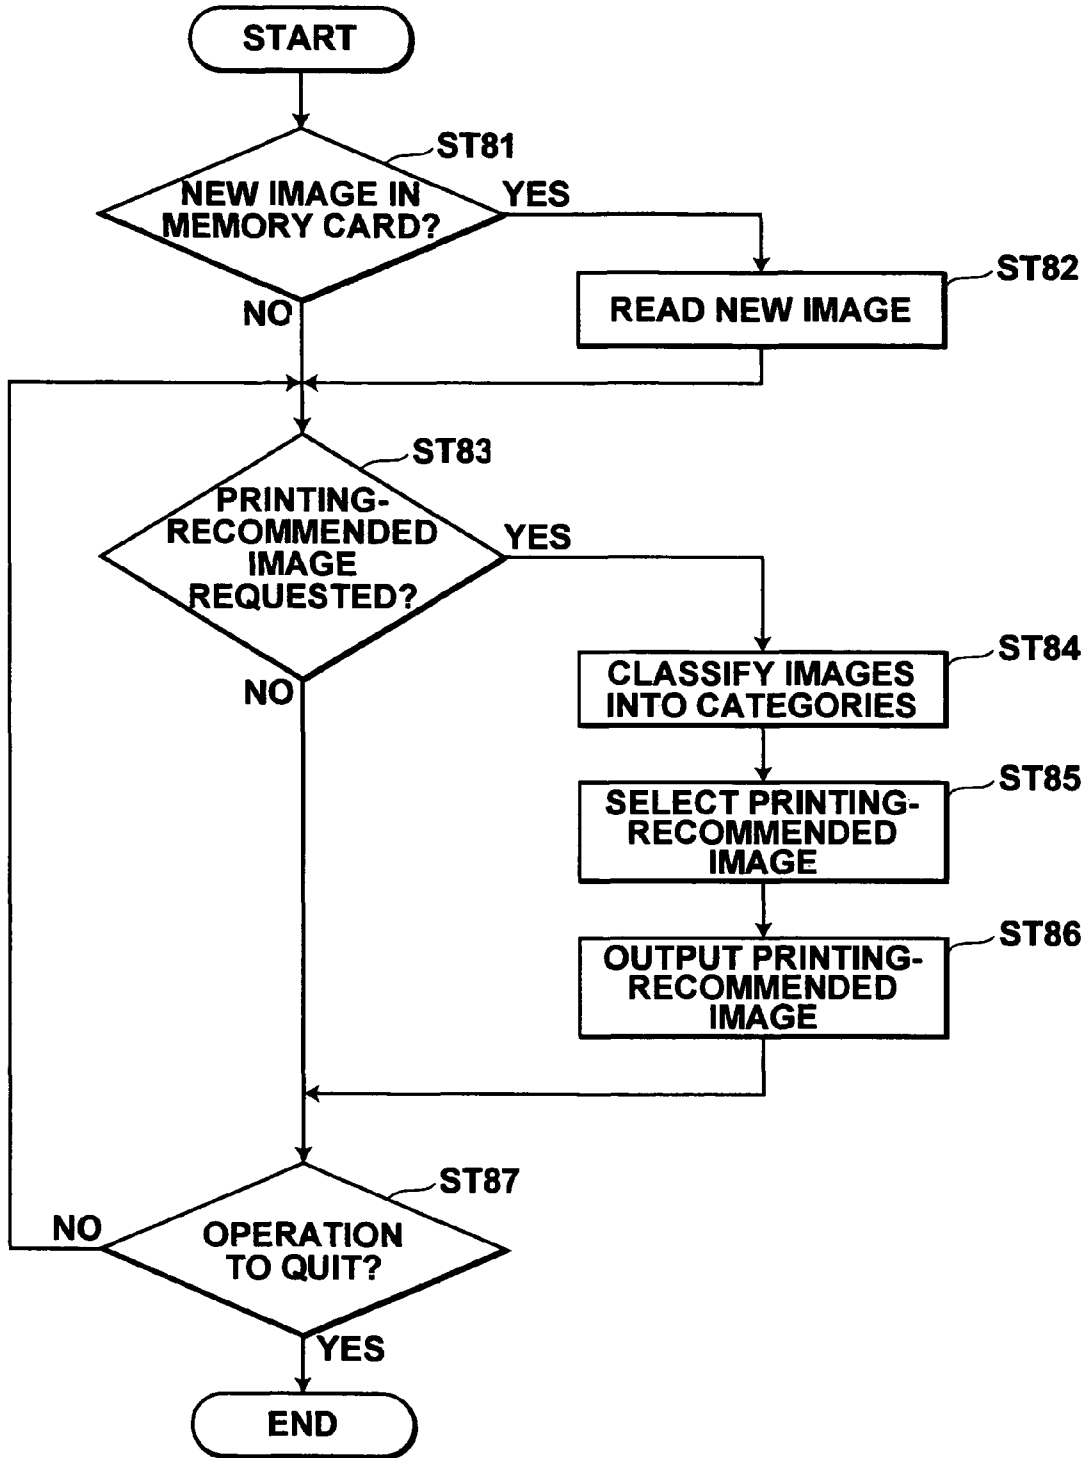 START
ST81
NEW IMAGE IN
MEMORY CARD?
YES
NO
ST82
READ NEW IMAGE
ST83
PRINTING-
RECOMMENDED
IMAGE
REQUESTED?
YES
NO
ST84
CLASSIFY IMAGES
INTO CATEGORIES
ST85
SELECT PRINTING-
RECOMMENDED
IMAGE
ST86
OUTPUT PRINTING-
RECOMMENDED
IMAGE
ST87
OPERATION
TO QUIT?
NO
YES
END